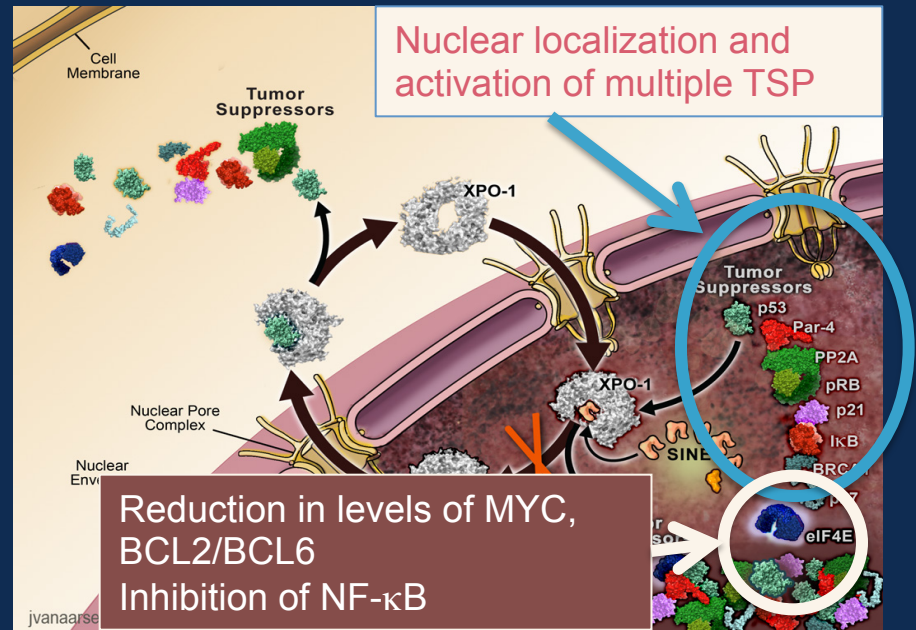 Cell
Membrane
Tumor
Suppressors
Nuclear localization and
activation of multiple TSP
XPO-1
Tumor
Suppressors
p53
Par-4
PP2A
pRB
p21
IκB
XPO-1
SINE
Nuclear Pore
Complex
Nuclear
eIF4E
Reduction in levels of MYC,
BCL2/BCL6
Inhibition of NF-κB